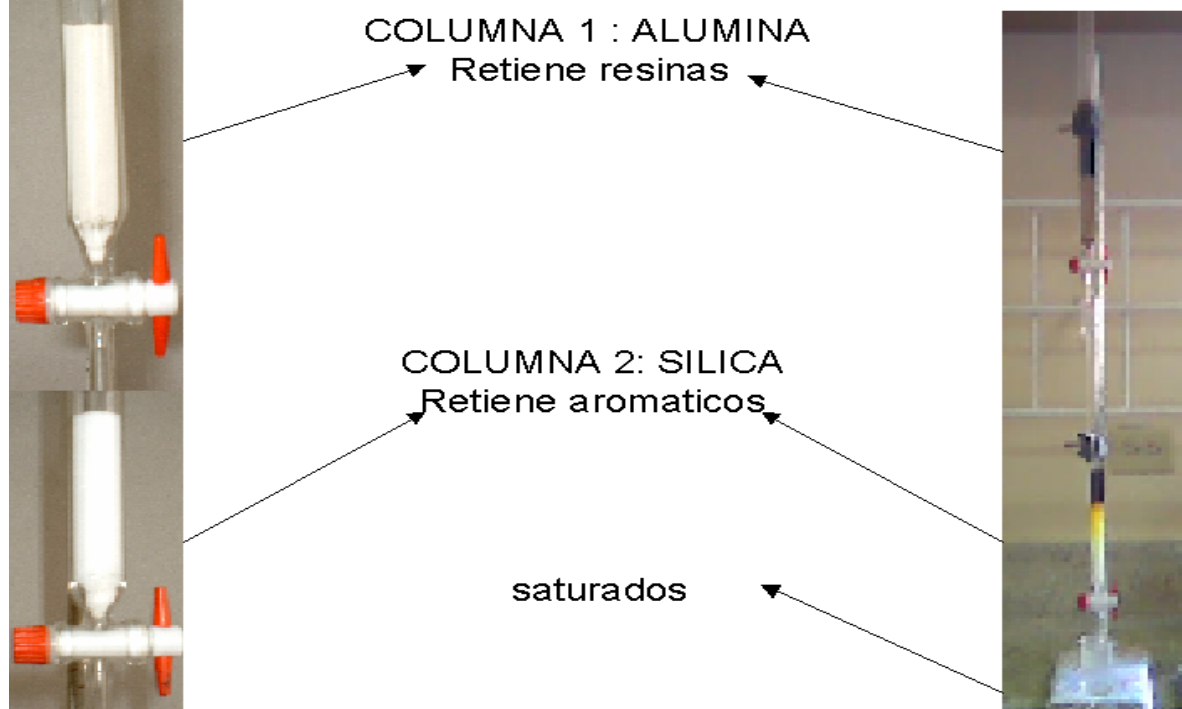 COLUMNA 1 : ALUMINA
Retiene resinas
COLUMNA 2: SILICA
Retiene aromaticos
saturados